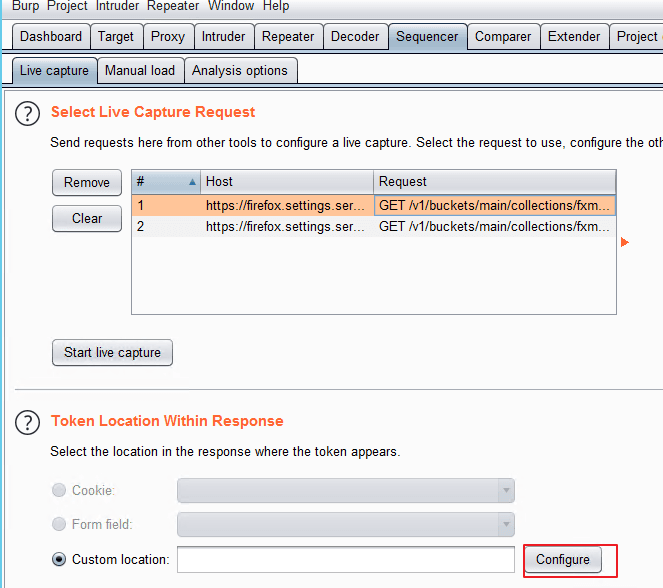 Burp Project Intruder Repeater Window Help
Dashboard Target Proxy Intruder Repeater Decoder Sequencer Comparer Extender Project
Live capture Manual load Analysis options
? Select Live Capture Request
Send requests here from other tools to configure a live capture. Select the request to use, configure the oth
Remove
Clear
# Host Request
1 https://firefox.settings.ser... GET /v1/buckets/main/collections/fxm...
2 https://firefox.settings.ser... GET /v1/buckets/main/collections/fxm...
Start live capture
? Token Location Within Response
Select the location in the response where the token appears.
Cookie:
Form field:
Custom location: Configure